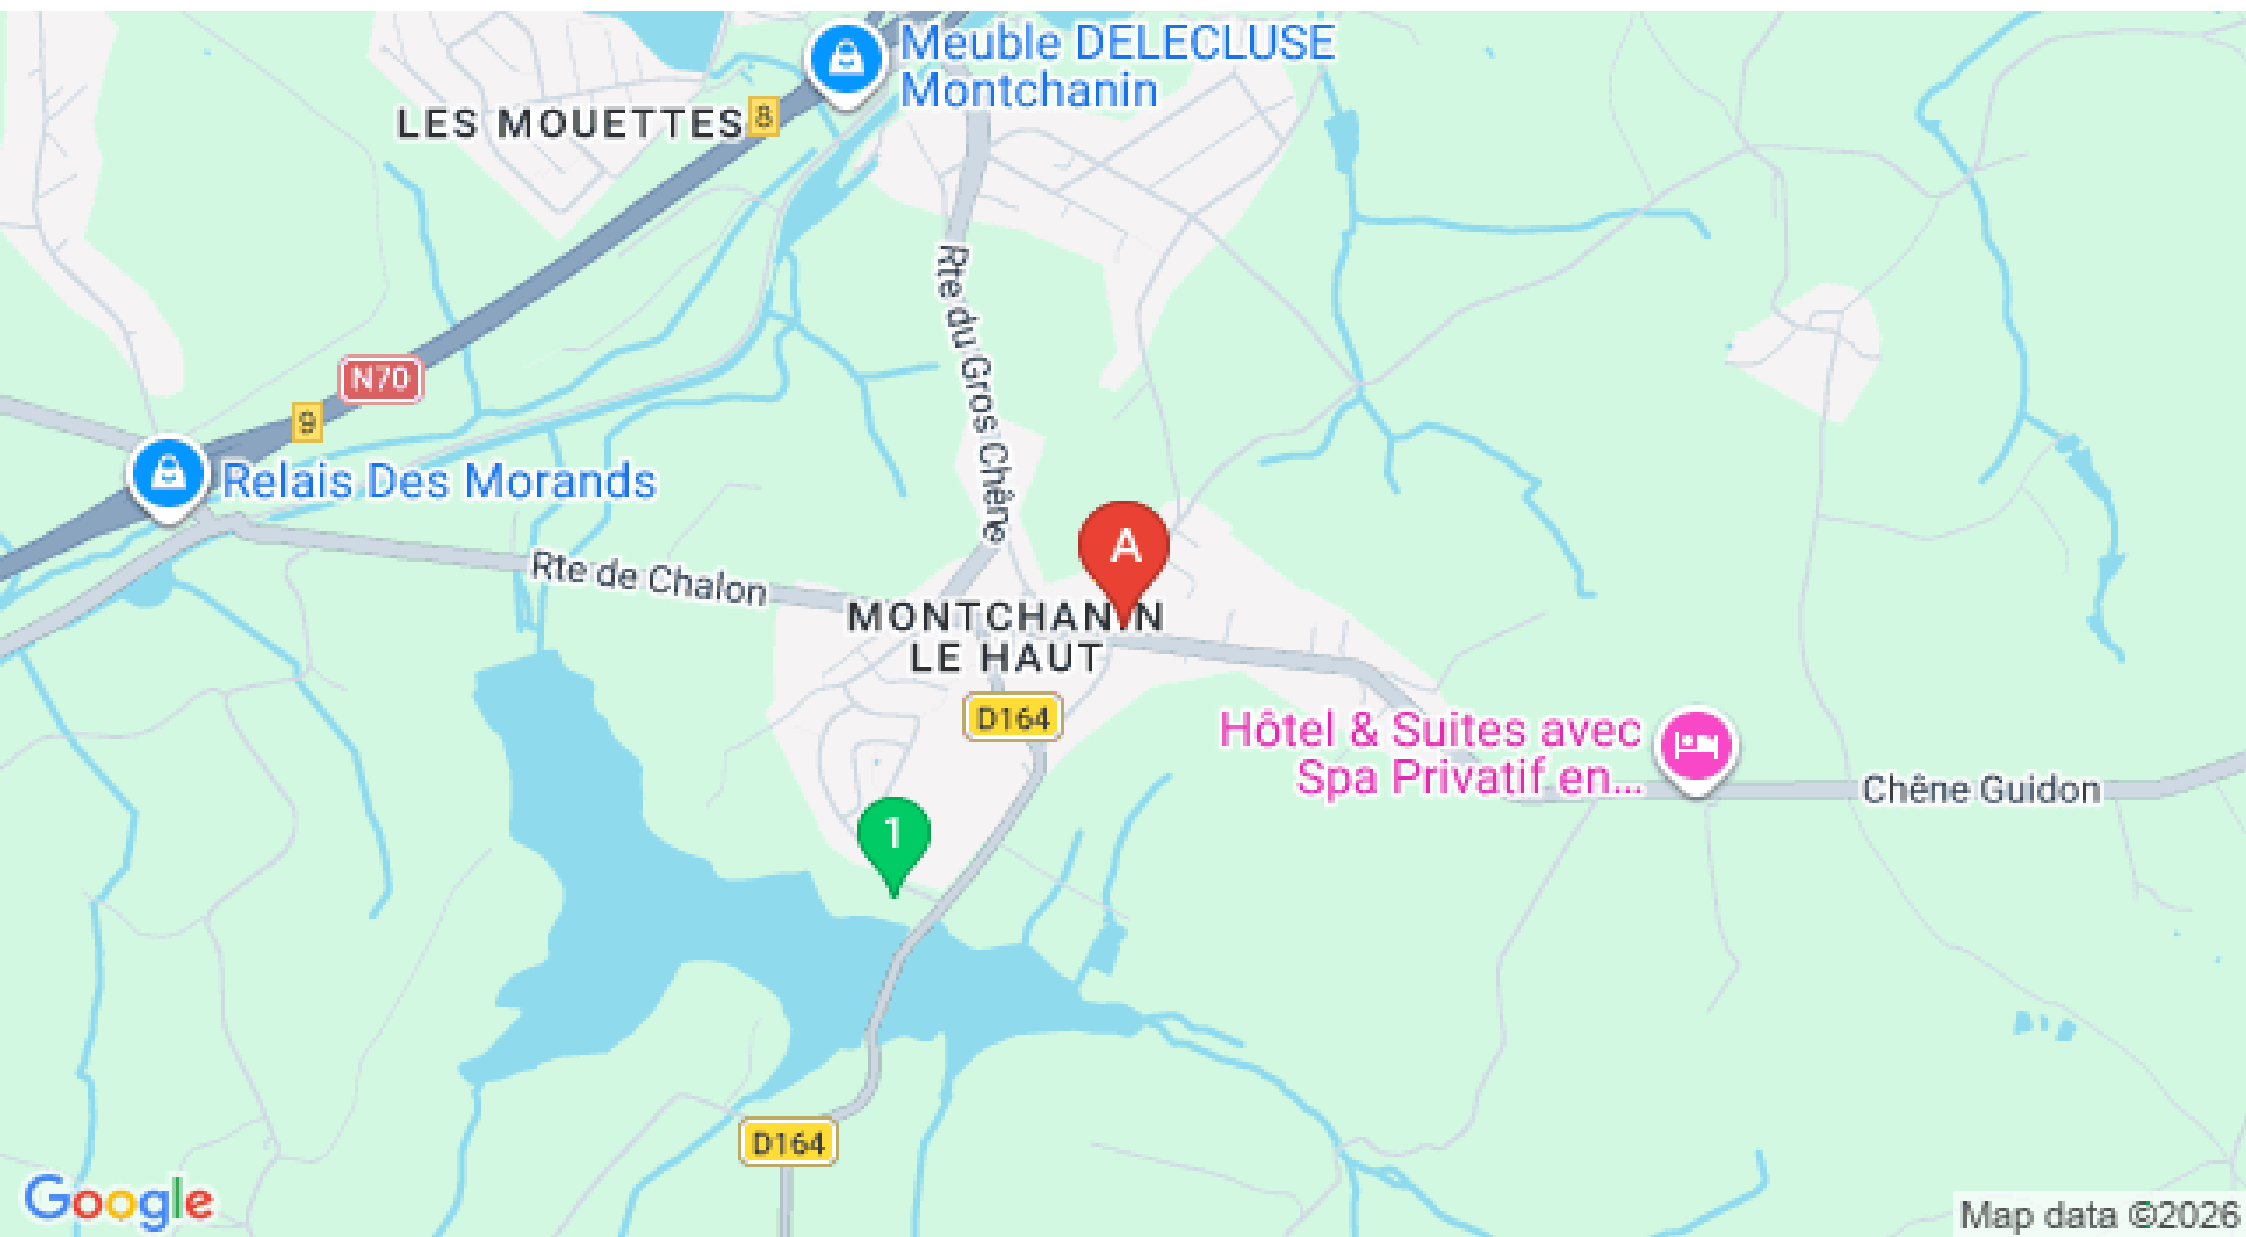 Meuble DELECLUSE
Montchanin
LES MOUETTES
8
Rte du Gros Chêne
N70
9
Relais Des Morands
A
Rte de Chalon
MONTCHANIN
LE HAUT
D164
Hôtel & Suites avec
Spa Privatif en...
Chêne Guidon
1
D164
Google
Map data ©2026